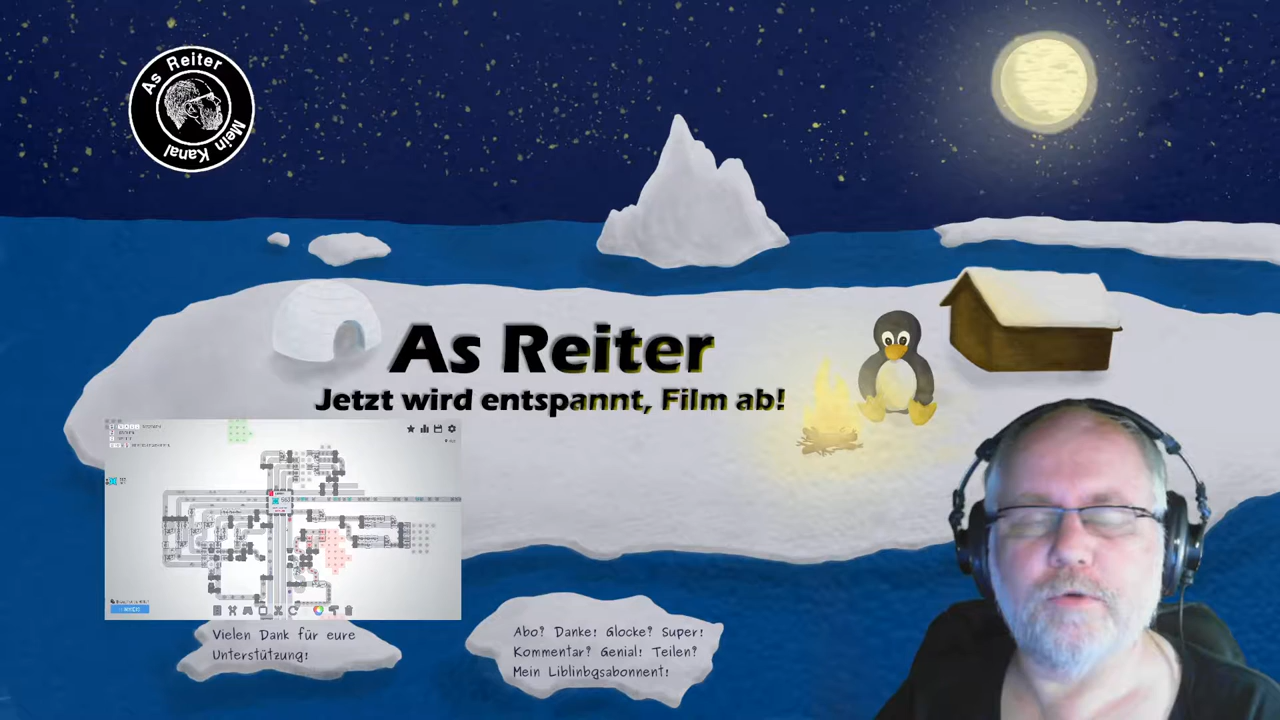 As Reiter
Mein Kanal
As Reiter
Jetzt wird entspannt, Film ab!
Vielen Dank für eure
Unterstützung!
Abo? Danke! Glocke? Super!
Kommentar? Genial! Teilen?
Mein Liblinbgsabonnent!